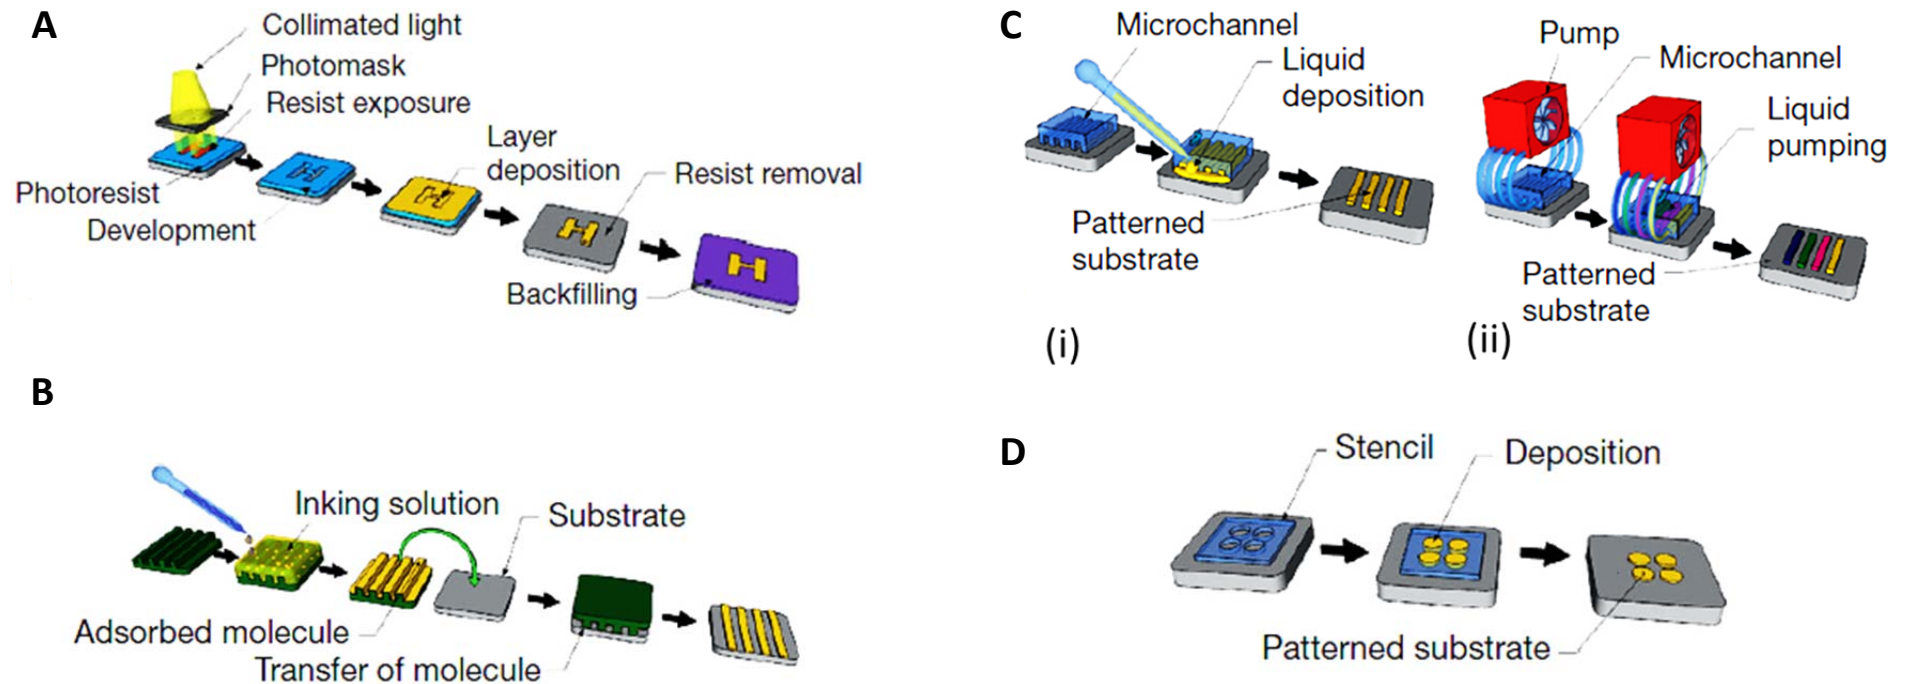 A
Collimated light
Photomask
Resist exposure
Layer
deposition
Resist removal
Photoresist
Development
Backfilling
B
Inking solution
Substrate
Adsorbed molecule
Transfer of molecule
C
Microchannel
Liquid
deposition
Patterned
substrate
(i)
Pump
Microchannel
Liquid
pumping
Patterned
substrate
(ii)
D
Stencil
Deposition
Patterned substrate